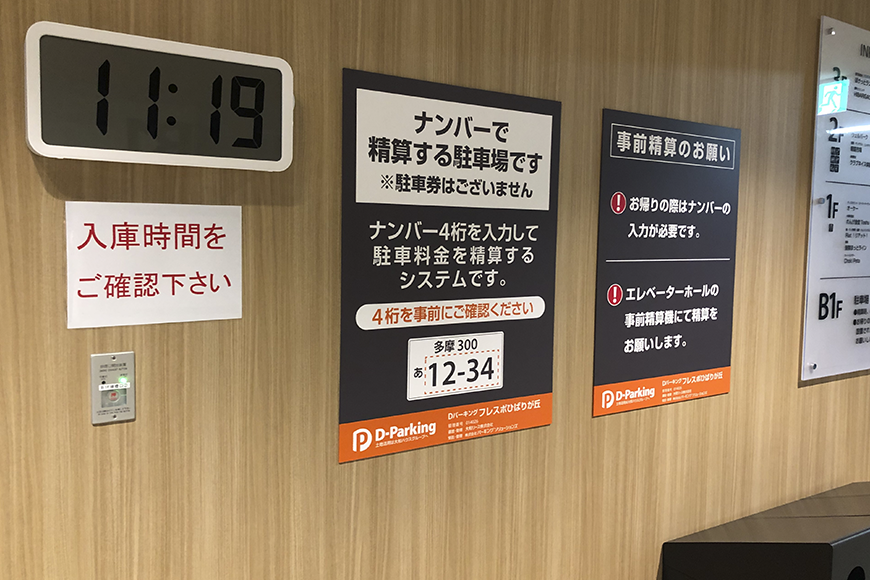 11:19
入庫時間を
ご確認下さい
ナンバーで
精算する駐車場です
※駐車券はございません
ナンバー4桁を入力して
駐車料金を精算する
システムです。
4桁を事前にご確認ください
多摩 300
あ 12-34
D-Parking
Dパーキング フレスポひばりが丘
事前精算のお願い
! お帰りの際はナンバーの
入力が必要です。
! エレベーターホールの
事前精算機にて精算を
お願いします。
D-Parking
Dパーキング フレスポひばりが丘
2F
1F
B1F
駐車場